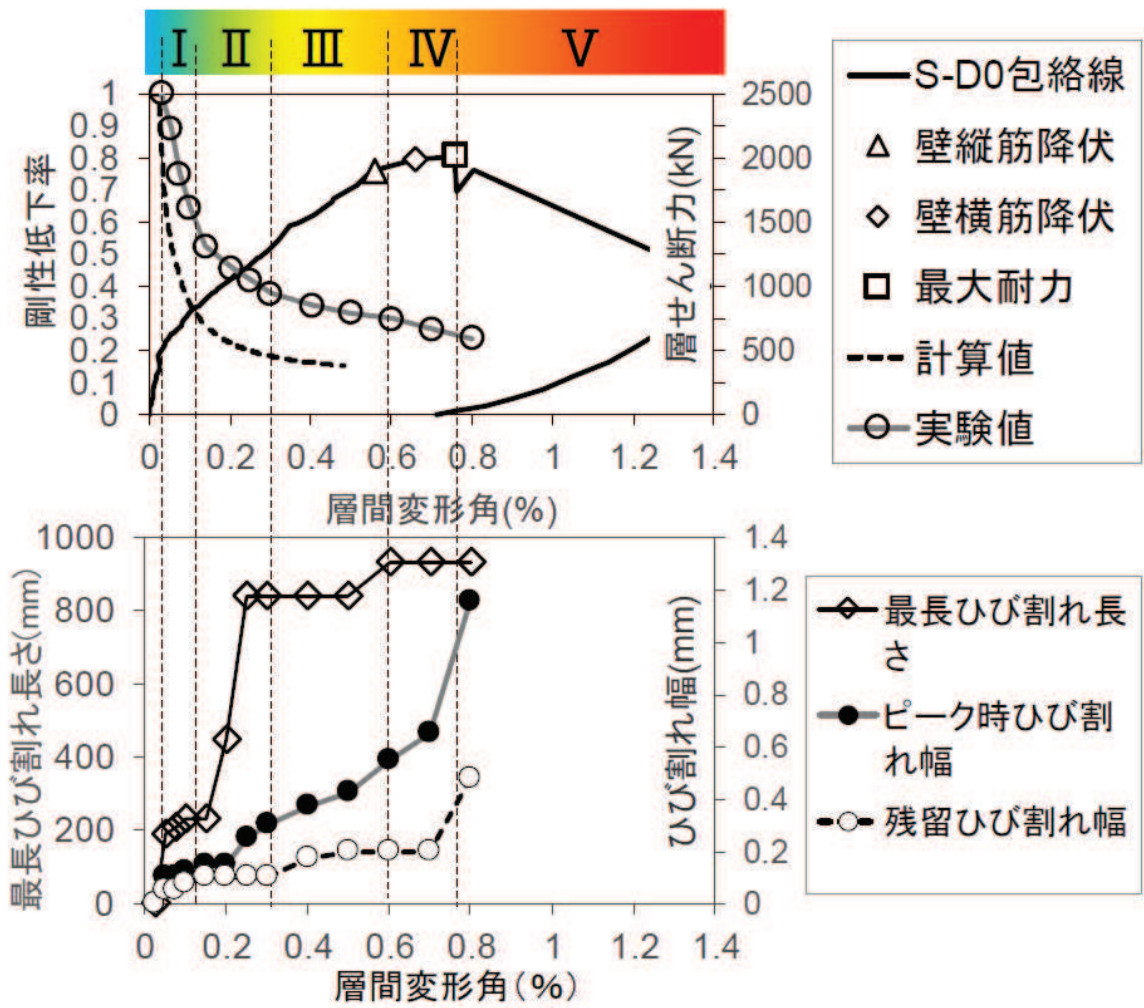 Ⅰ Ⅱ Ⅲ Ⅳ Ⅴ
剛性低下率
1
0.9
0.8
0.7
0.6
0.5
0.4
0.3
0.2
0.1
0
層せん断力(kN)
2500
2000
1500
1000
500
0
0 0.2 0.4 0.6 0.8 1 1.2 1.4
層間変形角(%)
S-D0包絡線
壁縦筋降伏
壁横筋降伏
最大耐力
計算値
実験値
最長ひび割れ長さ(mm)
1000
800
600
400
200
0
ひび割れ幅(mm)
1.4
1.2
1
0.8
0.6
0.4
0.2
0
0 0.2 0.4 0.6 0.8 1 1.2 1.4
層間変形角(%)
最長ひび割れ長
さ
ピーク時ひび割
れ幅
残留ひび割れ幅